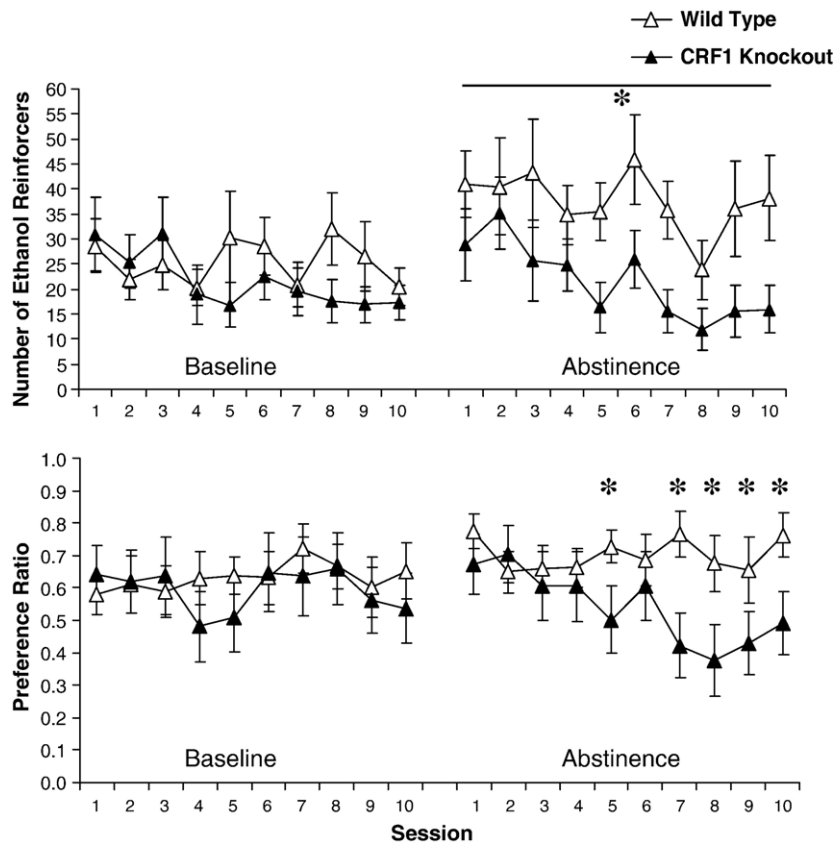 Wild Type
CRF1 Knockout
Number of Ethanol Reinforcers
60
55
50
45
40
35
30
25
20
15
10
5
0
*
Baseline
Abstinence
1 2 3 4 5 6 7 8 9 10 1 2 3 4 5 6 7 8 9 10
Preference Ratio
1.0
0.9
0.8
0.7
0.6
0.5
0.4
0.3
0.2
0.1
0.0
* * * * *
Baseline
Abstinence
1 2 3 4 5 6 7 8 9 10 1 2 3 4 5 6 7 8 9 10
Session